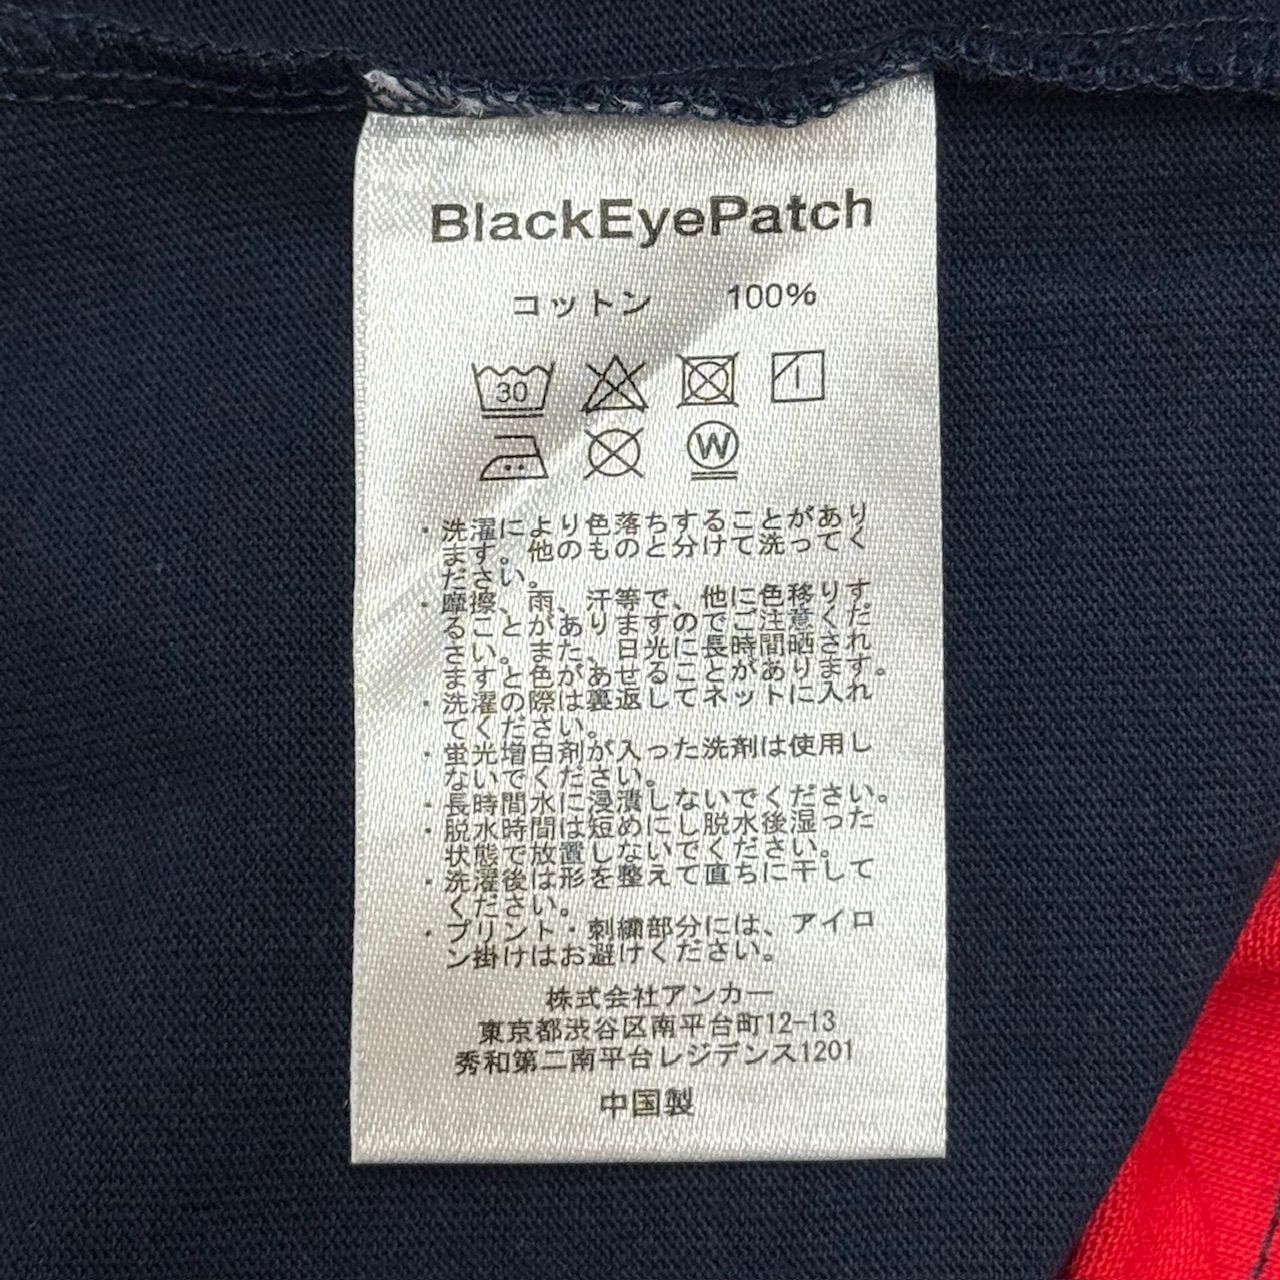 BlackEyePatch
コットン 100%
30
W
・洗濯により色落ちすることがあり
ます。他のものと分けて洗ってく
ださい。
・摩擦、雨、汗等で、他に色移りす
ることがありますのでご注意くだ
さい。また、日光に長時間晒され
ますと色があせることがあります。
・洗濯の際は裏返してネットに入れ
てください。
・蛍光増白剤が入った洗剤は使用し
ないでください。
・長時間水に浸漬しないでください。
・脱水時間は短めにし脱水後湿った
状態で放置しないでください。
・洗濯後は形を整えて直ちに干して
ください。
・プリント・刺繍部分には、アイロ
ン掛けはお避けください。
株式会社アンカー
東京都渋谷区南平台町12-13
秀和第二南平台レジデンス1201
中国製